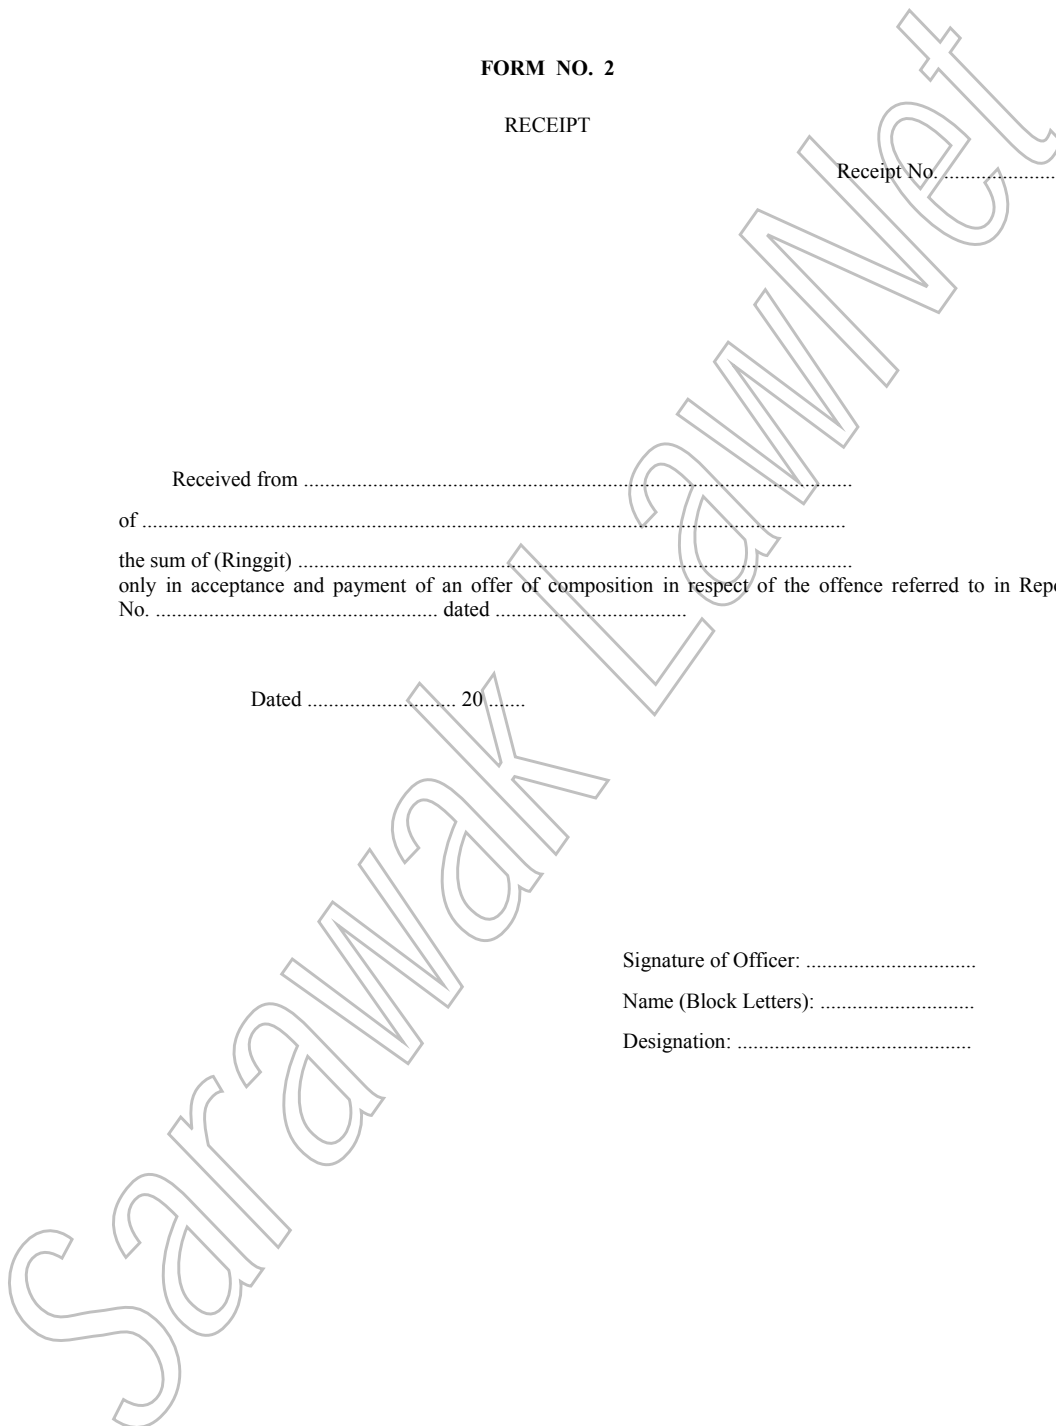 FORM NO. 2
RECEIPT
Receipt No. .....................
Received from .......................................................................................................
of ....................................................................................................................................
the sum of (Ringgit) ........................................................................................................
only in acceptance and payment of an offer of composition in respect of the offence referred to in
No. ..................................................... dated ....................................
Dated ............................ 20 .......
Signature of Officer: ................................
Name (Block Letters): .............................
Designation: ............................................
Sarawak LawNet